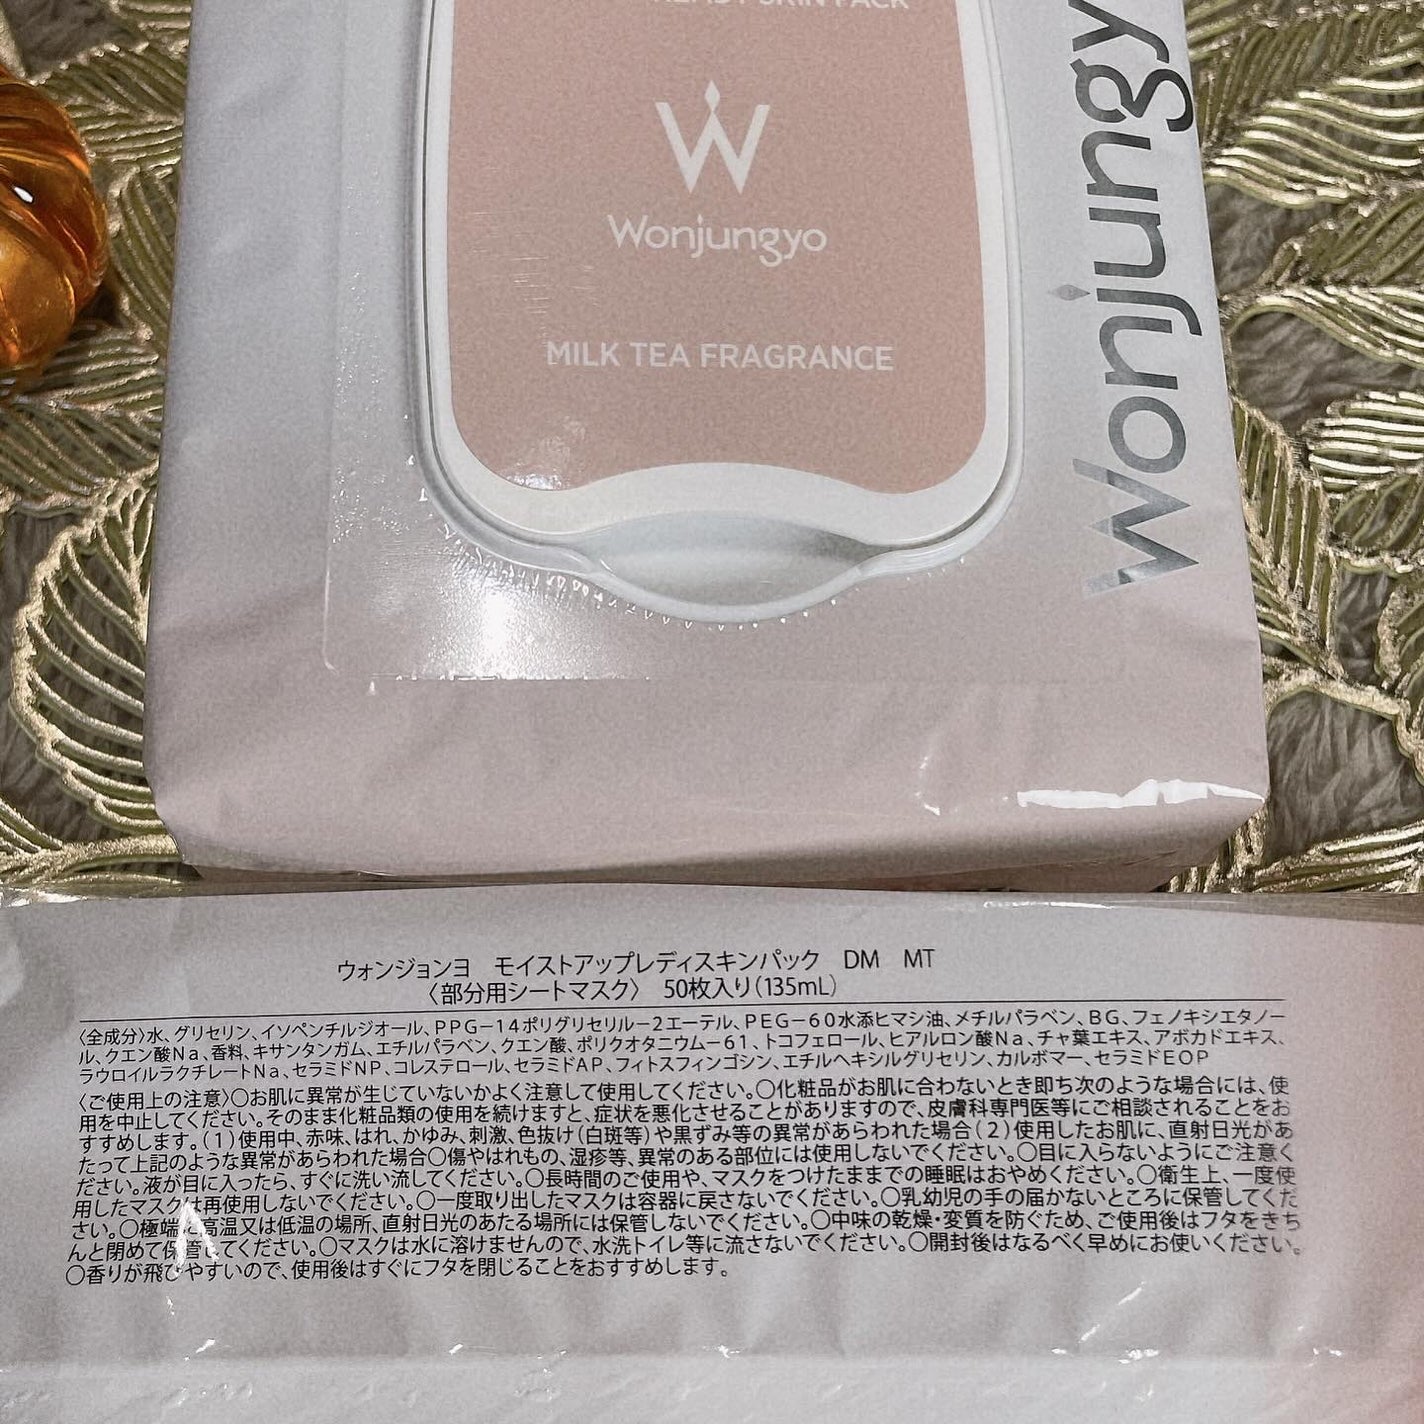 SKIN PACK
W
Wonjungyo
MILK TEA FRAGRANCE
Wonjungy
ウォンジョンヨ モイストアップレディスキンパック DM MT
〈部分用シートマスク〉 50枚入り(135mL)
〈全成分〉水、グリセリン、イソペンチルジオール、PPG-14ポリグリセリル-2エーテル、PEG-60水添ヒマシ油、メチルパラベン、BG、フェノキシエタノー
ル、クエン酸Na、香料、キサンタンガム、エチルパラベン、クエン酸、ポリクオタニウム-61、トコフェロール、ヒアルロン酸Na、チャ葉エキス、アボカドエキス、
ラウロイルラクチレートNa、セラミドNP、コレステロール、セラミドAP、フィトスフィンゴシン、エチルヘキシルグリセリン、カルボマー、セラミドEOP
〈ご使用上の注意〉○お肌に異常が生じていないかよく注意して使用してください。○化粧品がお肌に合わないとき即ち次のような場合には、使
用を中止してください。そのまま化粧品類の使用を続けますと、症状を悪化させることがありますので、皮膚科専門医等にご相談されることをお
すすめします。(1)使用中、赤味、はれ、かゆみ、刺激、色抜け(白斑等)や黒ずみ等の異常があらわれた場合(2)使用したお肌に、直射日光があ
たって上記のような異常があらわれた場合○傷やはれもの、湿疹等、異常のある部位には使用しないでください。○目に入らないようにご注意く
ださい。液が目に入ったら、すぐに洗い流してください。○長時間のご使用や、マスクをつけたままでの睡眠はおやめください。○衛生上、一度使
用したマスクは再使用しないでください。○一度取り出したマスクは容器に戻さないでください。○乳幼児の手の届かないところに保管してくだ
さい。○極端に高温又は低温の場所、直射日光のあたる場所には保管しないでください。○中味の乾燥・変質を防ぐため、ご使用後はフタをきち
んと閉めて保管してください。○マスクは水に溶けませんので、水洗トイレ等に流さないでください。○開封後はなるべく早めにお使いください。
○香りが飛びやすいので、使用後はすぐにフタを閉じることをおすすめします。